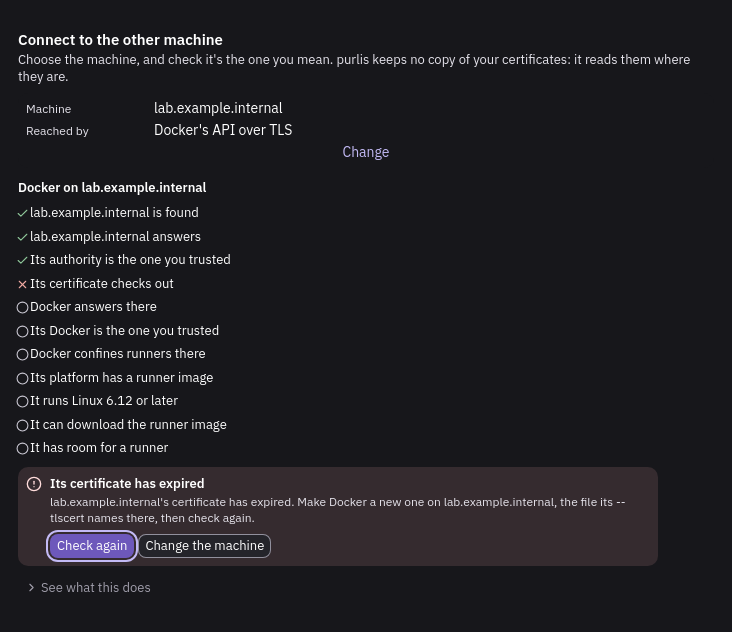 Connect to the other machine
Choose the machine, and check it's the one you mean. purlis keeps no copy of your certificates: it reads them where
they are.
Machine lab.example.internal
Reached by Docker's API over TLS
Change
Docker on lab.example.internal
lab.example.internal is found
lab.example.internal answers
Its authority is the one you trusted
Its certificate checks out
Docker answers there
Its Docker is the one you trusted
Docker confines runners there
Its platform has a runner image
It runs Linux 6.12 or later
It can download the runner image
It has room for a runner
Its certificate has expired
lab.example.internal's certificate has expired. Make Docker a new one on lab.example.internal, the file its --
tlscert names there, then check again.
Check again Change the machine
See what this does